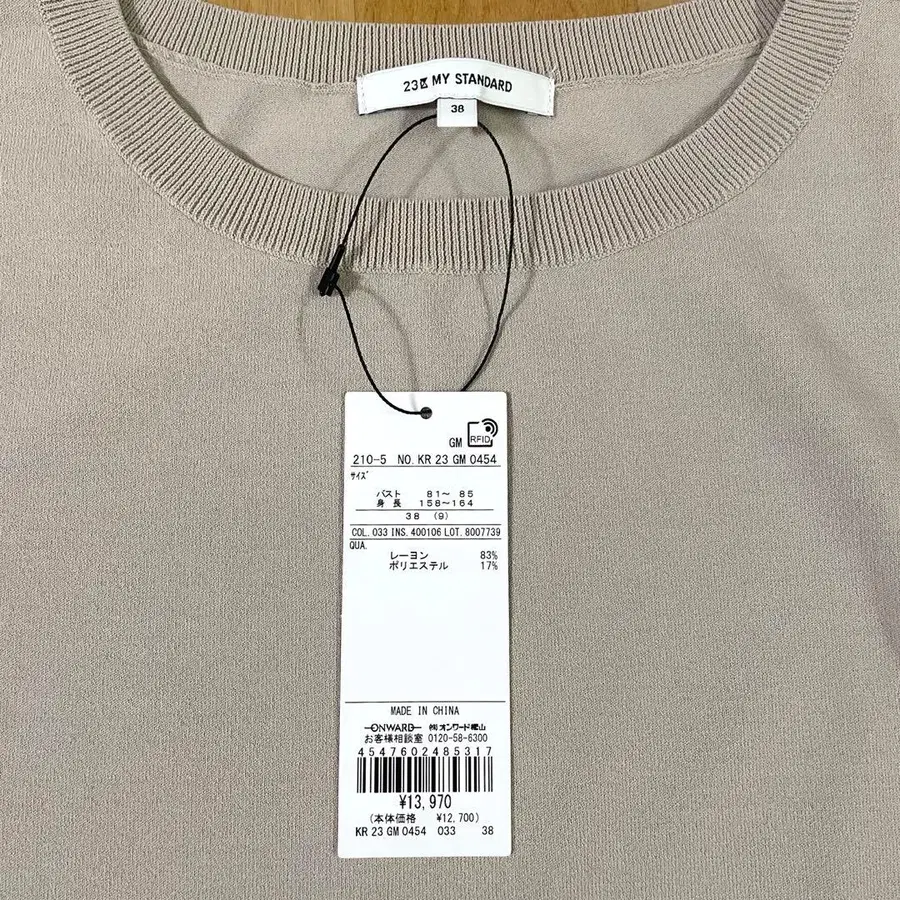 23区 MY STANDARD
38
GM RFID
210-5 NO. KR 23 GM 0454
サイズ
バスト 81～ 85
身長 158～164
38 (9)
COL. 033 INS. 400106 LOT. 8007739
QUA.
レーヨン 83%
ポリエステル 17%
MADE IN CHINA
ONWARD ㈱オンワード樫山
お客様相談室 0120-58-6300
4547602485317
¥13,970
(本体価格 ¥12,700)
KR 23 GM 0454 033 38